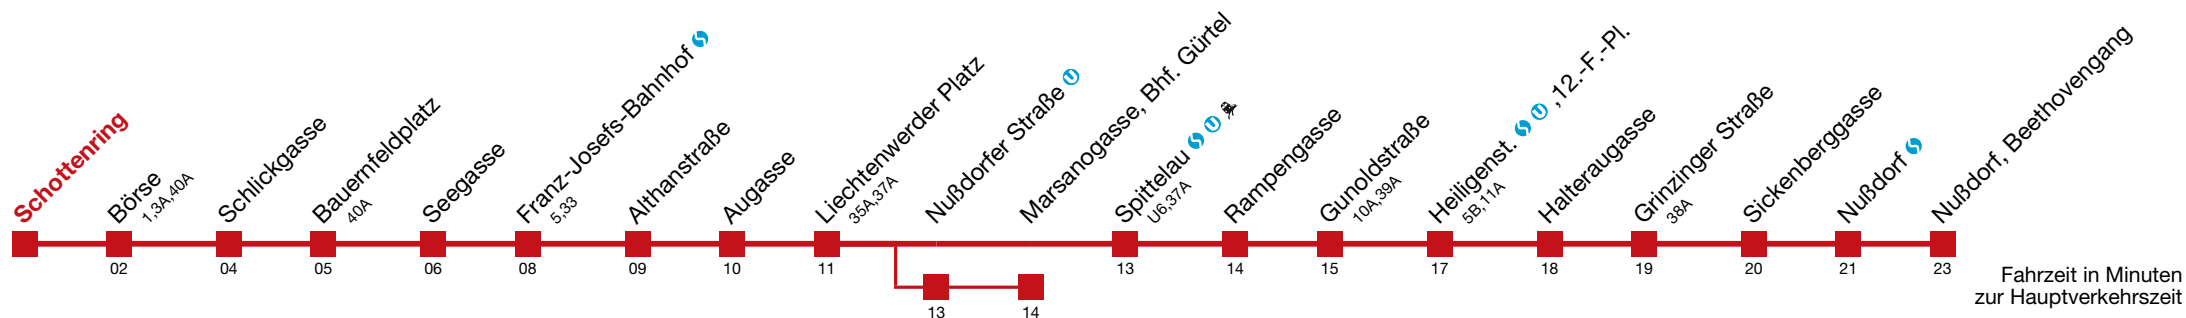 Schottenring
Börse
1,3A,40A
Schlickgasse
Bauernfeldplatz
40A
Seegasse
Franz-Josefs-Bahnhof
5,33
Althanstraße
Augasse
Liechtenwerder Platz
35A,37A
Nußdorfer Straße
Marsanogasse, Bhf. Gürtel
Spittelau
U6,37A
Rampengasse
Gunoldstraße
10A,39A
Heiligenst. ,12.-F.-Pl.
5B,11A
Halteraugasse
Grinzinger Straße
38A
Sickenberggasse
Nußdorf
Nußdorf, Beethovengang
02 04 05 06 08 09 10 11 13 14 15 17 18 19 20 21 23
13 14
Fahrzeit in Minuten
zur Hauptverkehrszeit